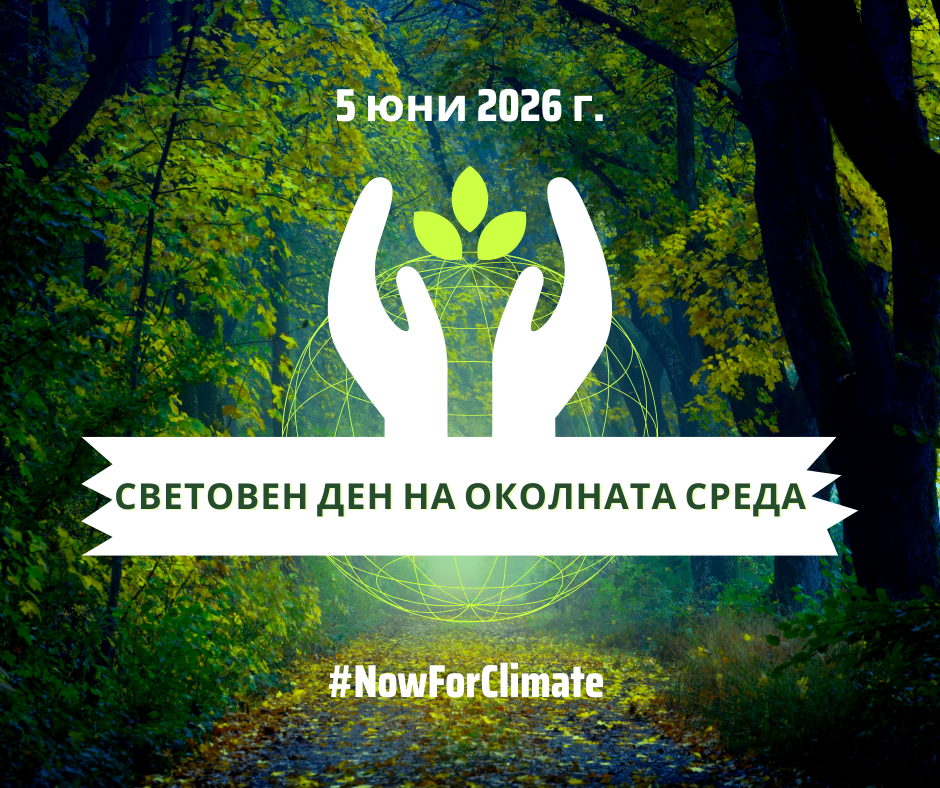 5 юни 2026 г.
СВЕТОВЕН ДЕН НА ОКОЛНАТА СРЕДА
#NowForClimate